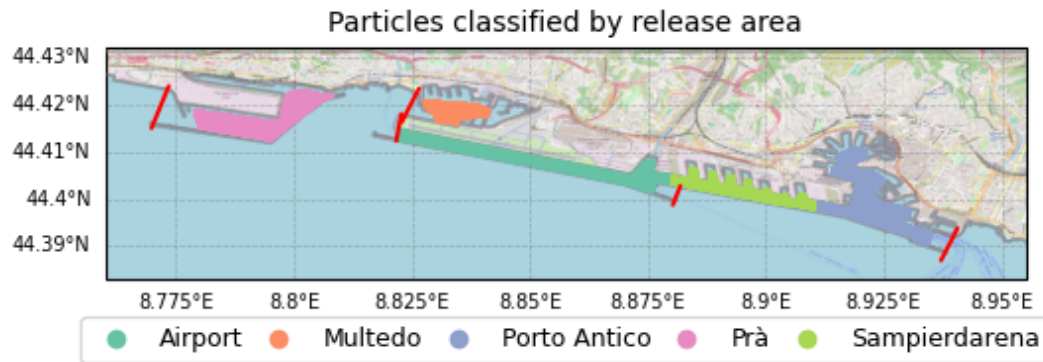 Particles classified by release area
44.43°N
44.42°N
44.41°N
44.4°N
44.39°N
8.775°E 8.8°E 8.825°E 8.85°E 8.875°E 8.9°E 8.925°E 8.95°E
Airport Multedo Porto Antico Prà Sampierdarena